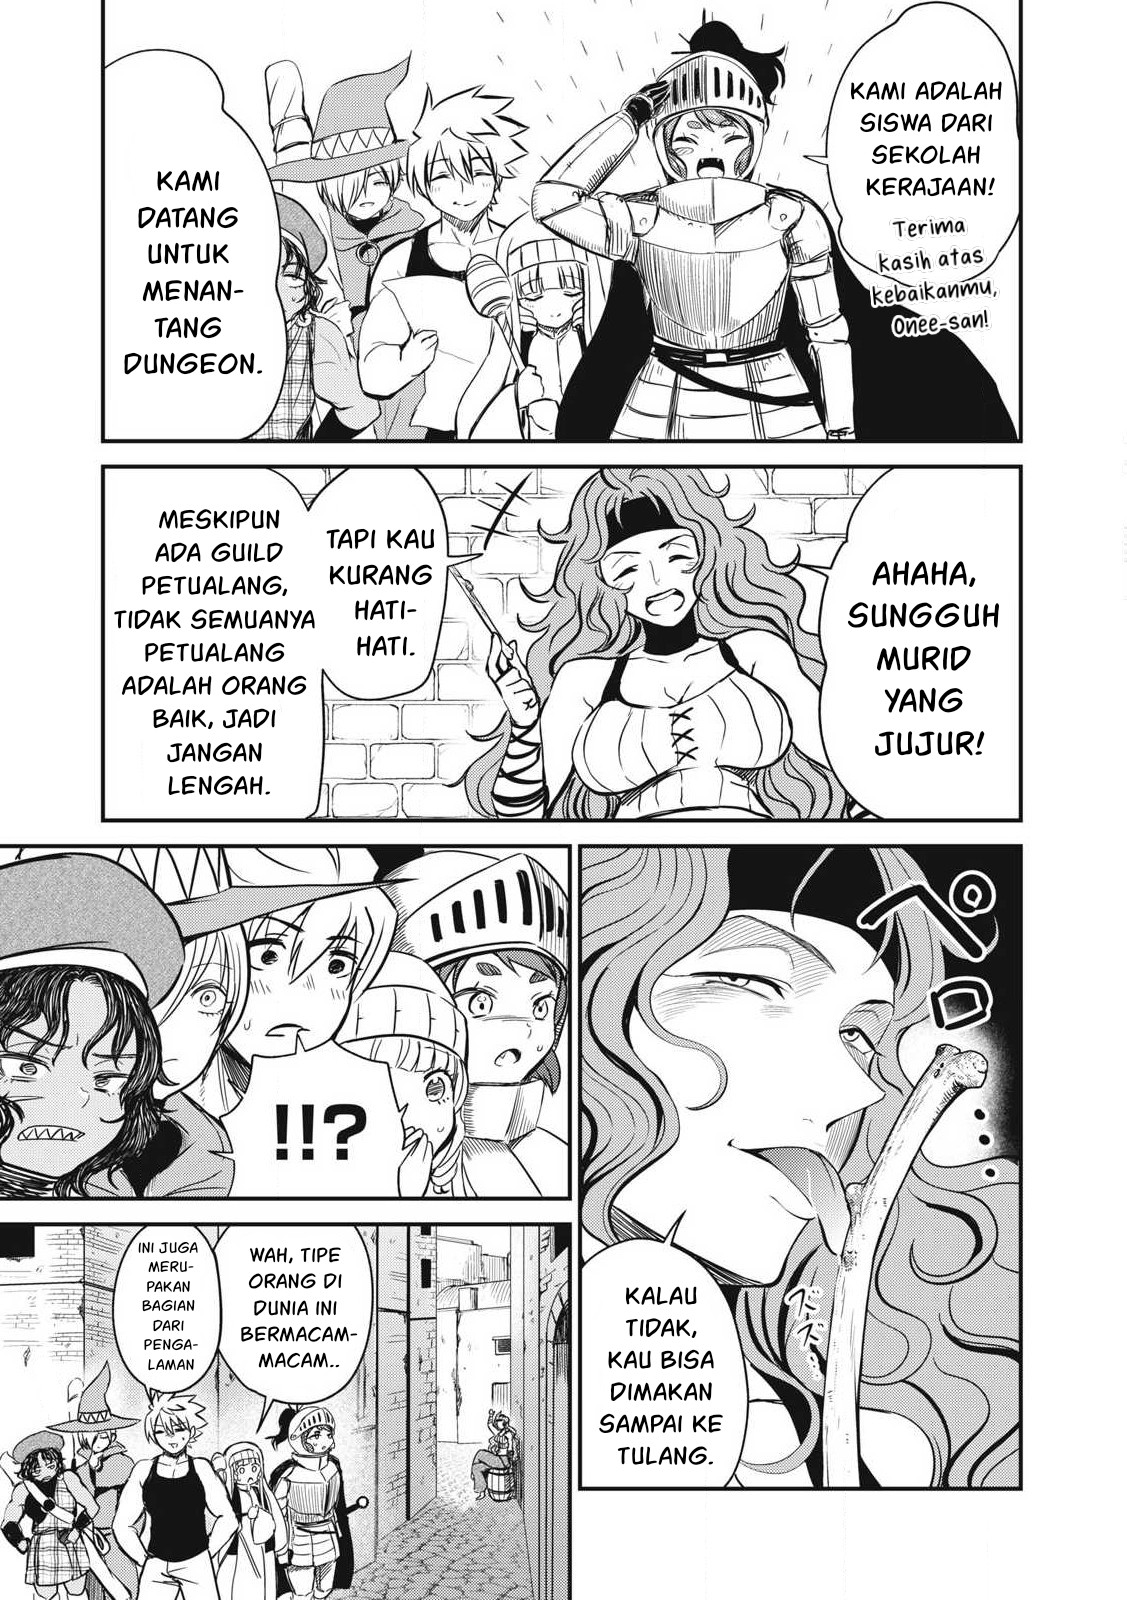 KAMI ADALAH
SISWA DARI
SEKOLAH
KERAJAAN!
Terima
kasih atas
kebaikanmu,
Onee-san!
KAMI
DATANG
UNTUK
MENAN-
TANG
DUNGEON.
AHAHA,
SUNGGUH
MURID
YANG
JUJUR!
TAPI KAU
KURANG
HATI-
HATI.
MESKIPUN
ADA GUILD
PETUALANG,
TIDAK SEMUANYA
PETUALANG
ADALAH ORANG
BAIK, JADI
JANGAN
LENGAH.
ペロ…
ズズ…
KALAU
TIDAK,
KAU BISA
DIMAKAN
SAMPAI KE
TULANG.
!!?
WAH, TIPE
ORANG DI
DUNIA INI
BERMACAM-
MACAM..
INI JUGA
MERU-
PAKAN
BAGIAN
DARI
PENGA-
LAMAN